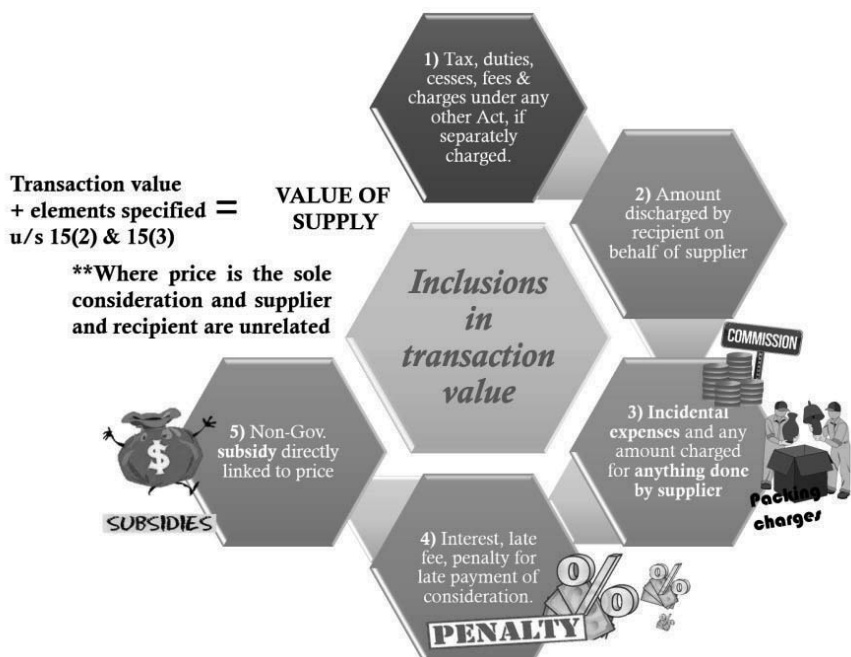 1) Tax, duties,
cesses, fees &
charges under any
other Act, if
separately
charged.
Transaction value
+ elements specified =
u/s 15(2) & 15(3)
VALUE OF
SUPPLY
**Where price is the sole
consideration and supplier
and recipient are unrelated
2) Amount
discharged by
recipient on
behalf of supplier
Inclusions
in
transaction
value
COMMISSION
3) Incidental
expenses and any
amount charged
for anything done
by supplier
Packing
charges
4) Interest, late
fee, penalty for
late payment of
consideration.
%
%
%
%
PENALTY
5) Non-Gov.
subsidy directly
linked to price
$
SUBSIDIES